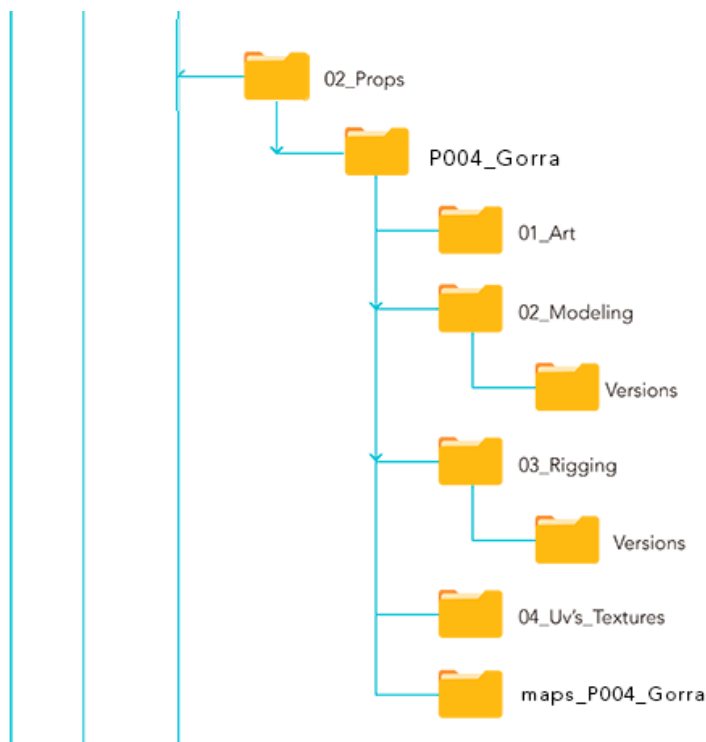 02_Props
P004_Gorra
01_Art
02_Modeling
Versions
03_Rigging
Versions
04_Uv's_Textures
maps_P004_Gorra